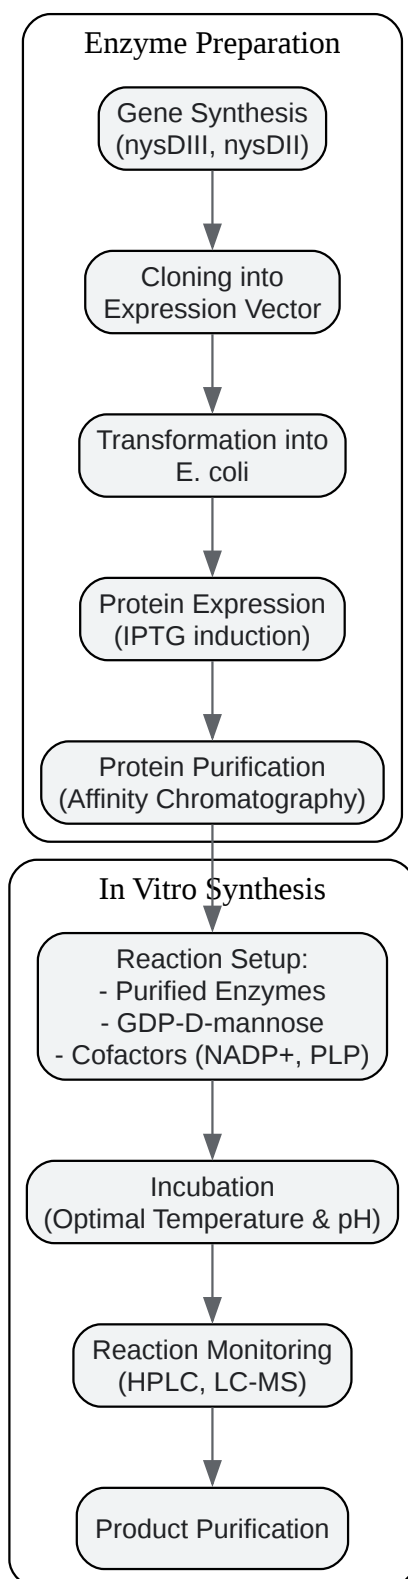 Enzyme Preparation
Gene Synthesis
(nysDIII, nysDII)
Cloning into
Expression Vector
Transformation into
E. coli
Protein Expression
(IPTG induction)
Protein Purification
(Affinity Chromatography)
In Vitro Synthesis
Reaction Setup:
- Purified Enzymes
- GDP-D-mannose
- Cofactors (NADP+, PLP)
Incubation
(Optimal Temperature & pH)
Reaction Monitoring
(HPLC, LC-MS)
Product Purification